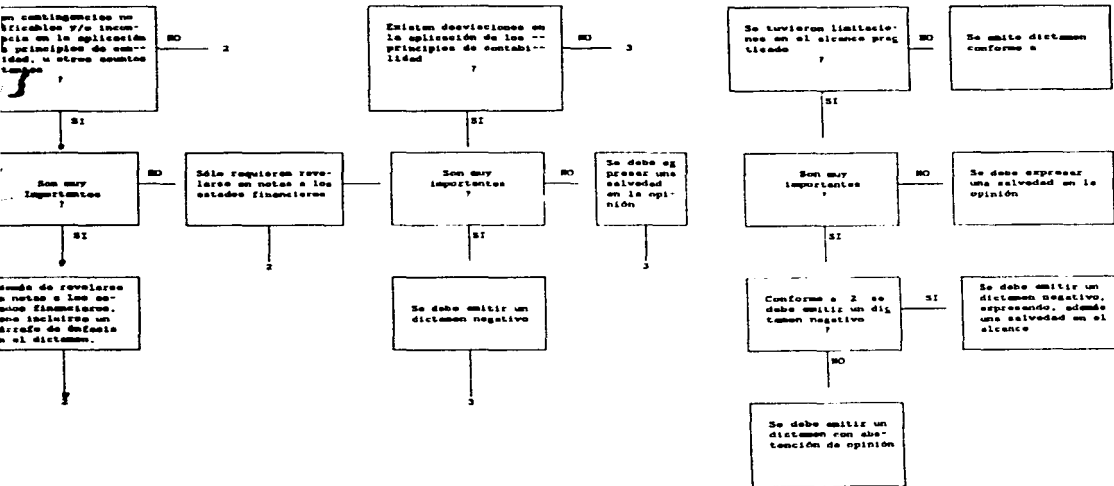 en contingencias no
ificables y/o incon-
ncia en la aplicación
principios de con--
idad, u otros asuntos
tantes
?
NO
2
SI
Son muy
Importantes
?
NO
Sólo requieren reve-
larse en notas a los
estados financieros
2
SI
demás de revelarse
notas a los es-
dos financieros,
incluirse un
árrafo de énfasis
n el dictamen.
2
Existen desviaciones en
la aplicación de los --
principios de contabi--
lidad
?
NO
3
SI
Son muy
importantes
?
NO
Se debe ex
presar una
salvedad
en la opi-
nión
3
SI
Se debe emitir un
dictamen negativo
3
Se tuvieron limitacio-
nes en el alcance prac
ticado
?
NO
Se emite dictamen
conforme a
SI
Son muy
importantes
?
NO
Se debe expresar
una salvedad en la
opinión
SI
Conforme a 2 se
debe emitir un dic
tamen negativo
?
SI
Se debe emitir un
dictamen negativo,
expresando, además
una salvedad en el
alcance
NO
Se debe emitir un
dictamen con abs-
tención de opinión